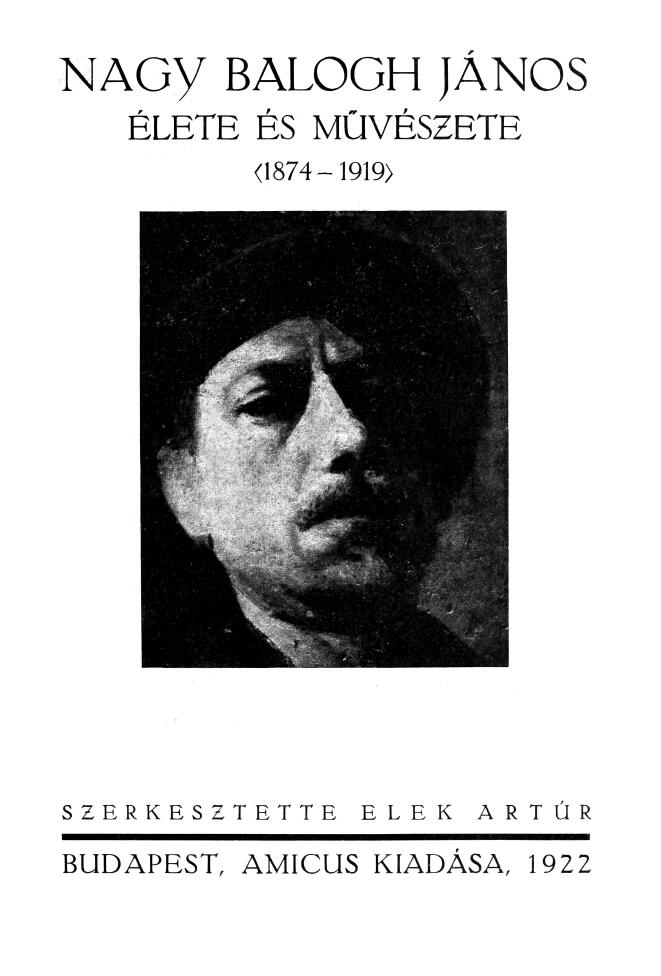 NAGY BALOGH JÁNOS
ÉLETE ÉS MŰVÉSZETE
〈1874 – 1919〉
SZERKESZTETTE ELEK ARTÚR
BUDAPEST, AMICUS KIADÁSA, 1922